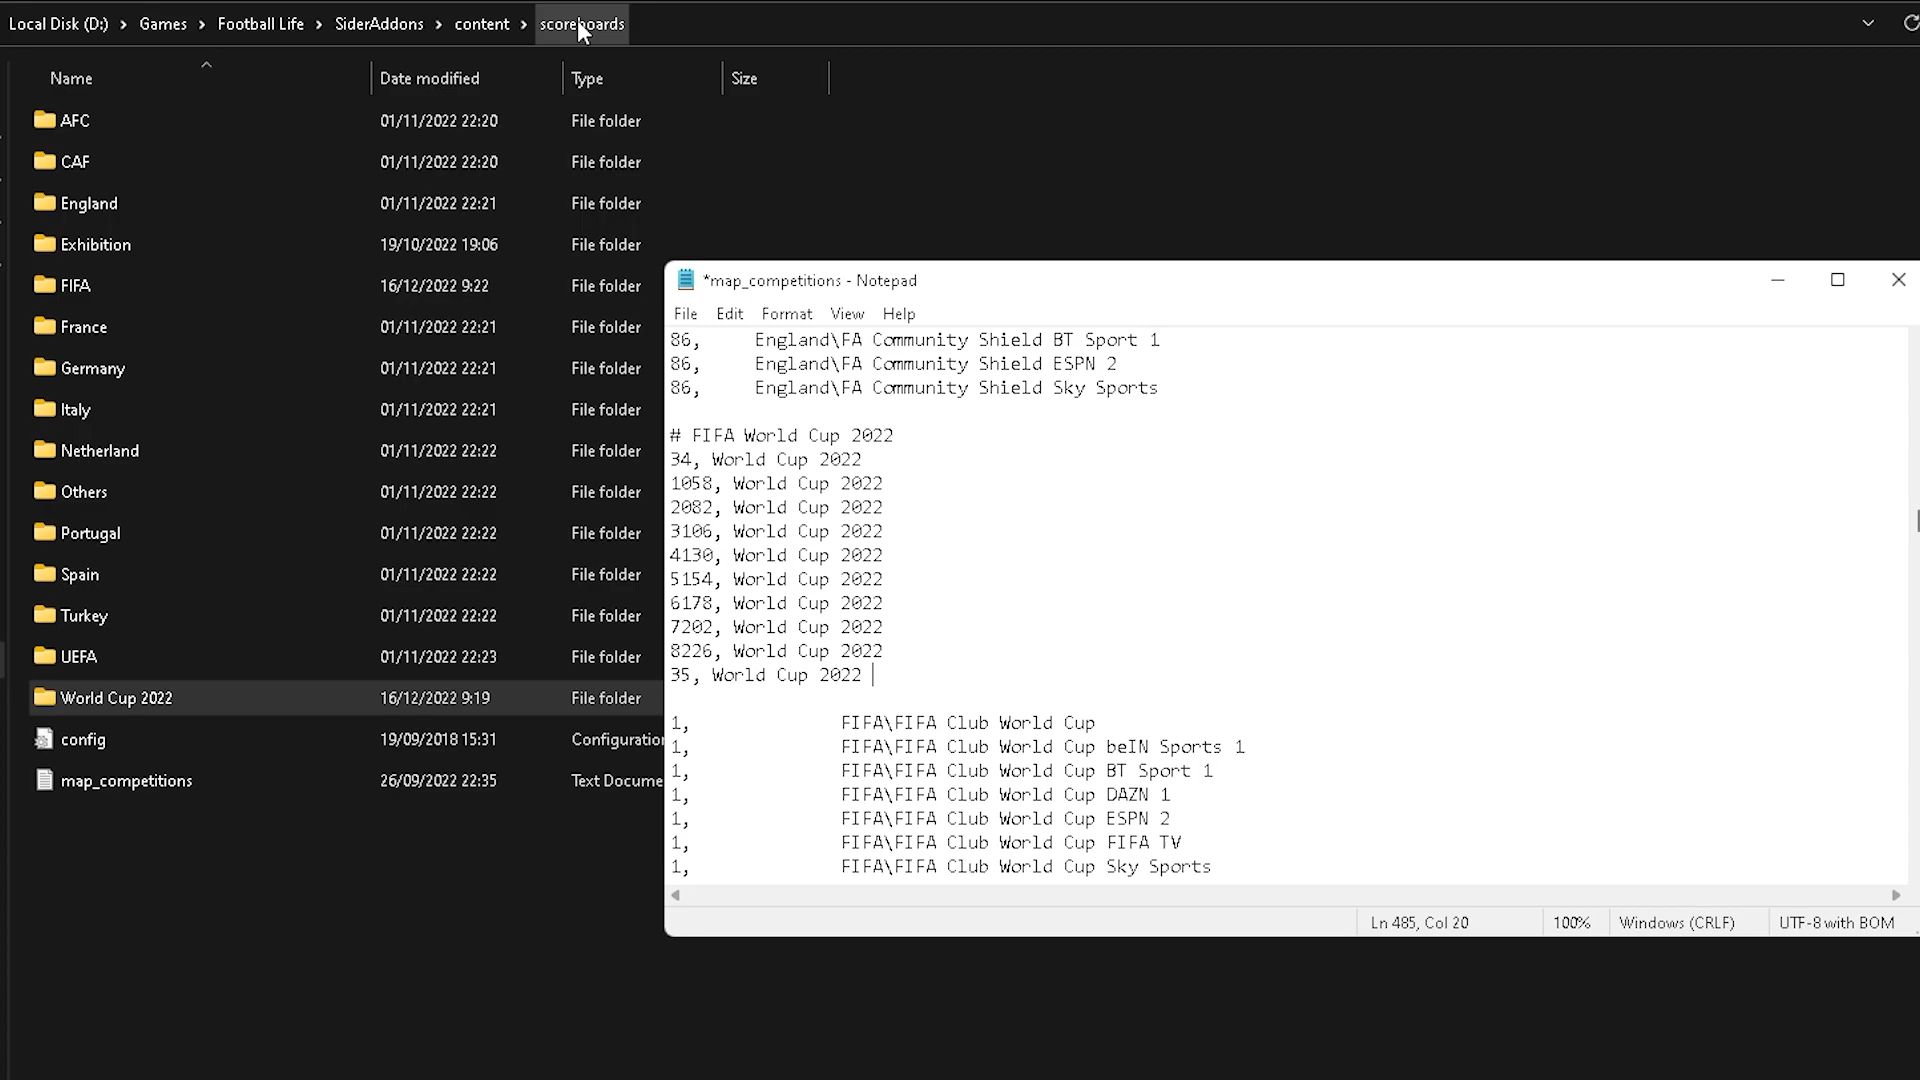 Local Disk (D:) > Games > Football Life > SiderAddons > content > scoreboards
Name Date modified Type Size
AFC 01/11/2022 22:20 File folder
CAF 01/11/2022 22:20 File folder
England 01/11/2022 22:21 File folder
Exhibition 19/10/2022 19:06 File folder
FIFA 16/12/2022 9:22 File folder
France 01/11/2022 22:21 File folder
Germany 01/11/2022 22:21 File folder
Italy 01/11/2022 22:21 File folder
Netherland 01/11/2022 22:22 File folder
Others 01/11/2022 22:22 File folder
Portugal 01/11/2022 22:22 File folder
Spain 01/11/2022 22:22 File folder
Turkey 01/11/2022 22:22 File folder
UEFA 01/11/2022 22:23 File folder
World Cup 2022 16/12/2022 9:19 File folder
config 19/09/2018 15:31 Configuration
map_competitions 26/09/2022 22:35 Text Docume
*map_competitions - Notepad
File Edit Format View Help
86, England\FA Community Shield BT Sport 1
86, England\FA Community Shield ESPN 2
86, England\FA Community Shield Sky Sports
# FIFA World Cup 2022
34, World Cup 2022
1058, World Cup 2022
2082, World Cup 2022
3106, World Cup 2022
4130, World Cup 2022
5154, World Cup 2022
6178, World Cup 2022
7202, World Cup 2022
8226, World Cup 2022
35, World Cup 2022
1, FIFA\FIFA Club World Cup
1, FIFA\FIFA Club World Cup beIN Sports 1
1, FIFA\FIFA Club World Cup BT Sport 1
1, FIFA\FIFA Club World Cup DAZN 1
1, FIFA\FIFA Club World Cup ESPN 2
1, FIFA\FIFA Club World Cup FIFA TV
1, FIFA\FIFA Club World Cup Sky Sports
Ln 485, Col 20 100% Windows (CRLF) UTF-8 with BOM